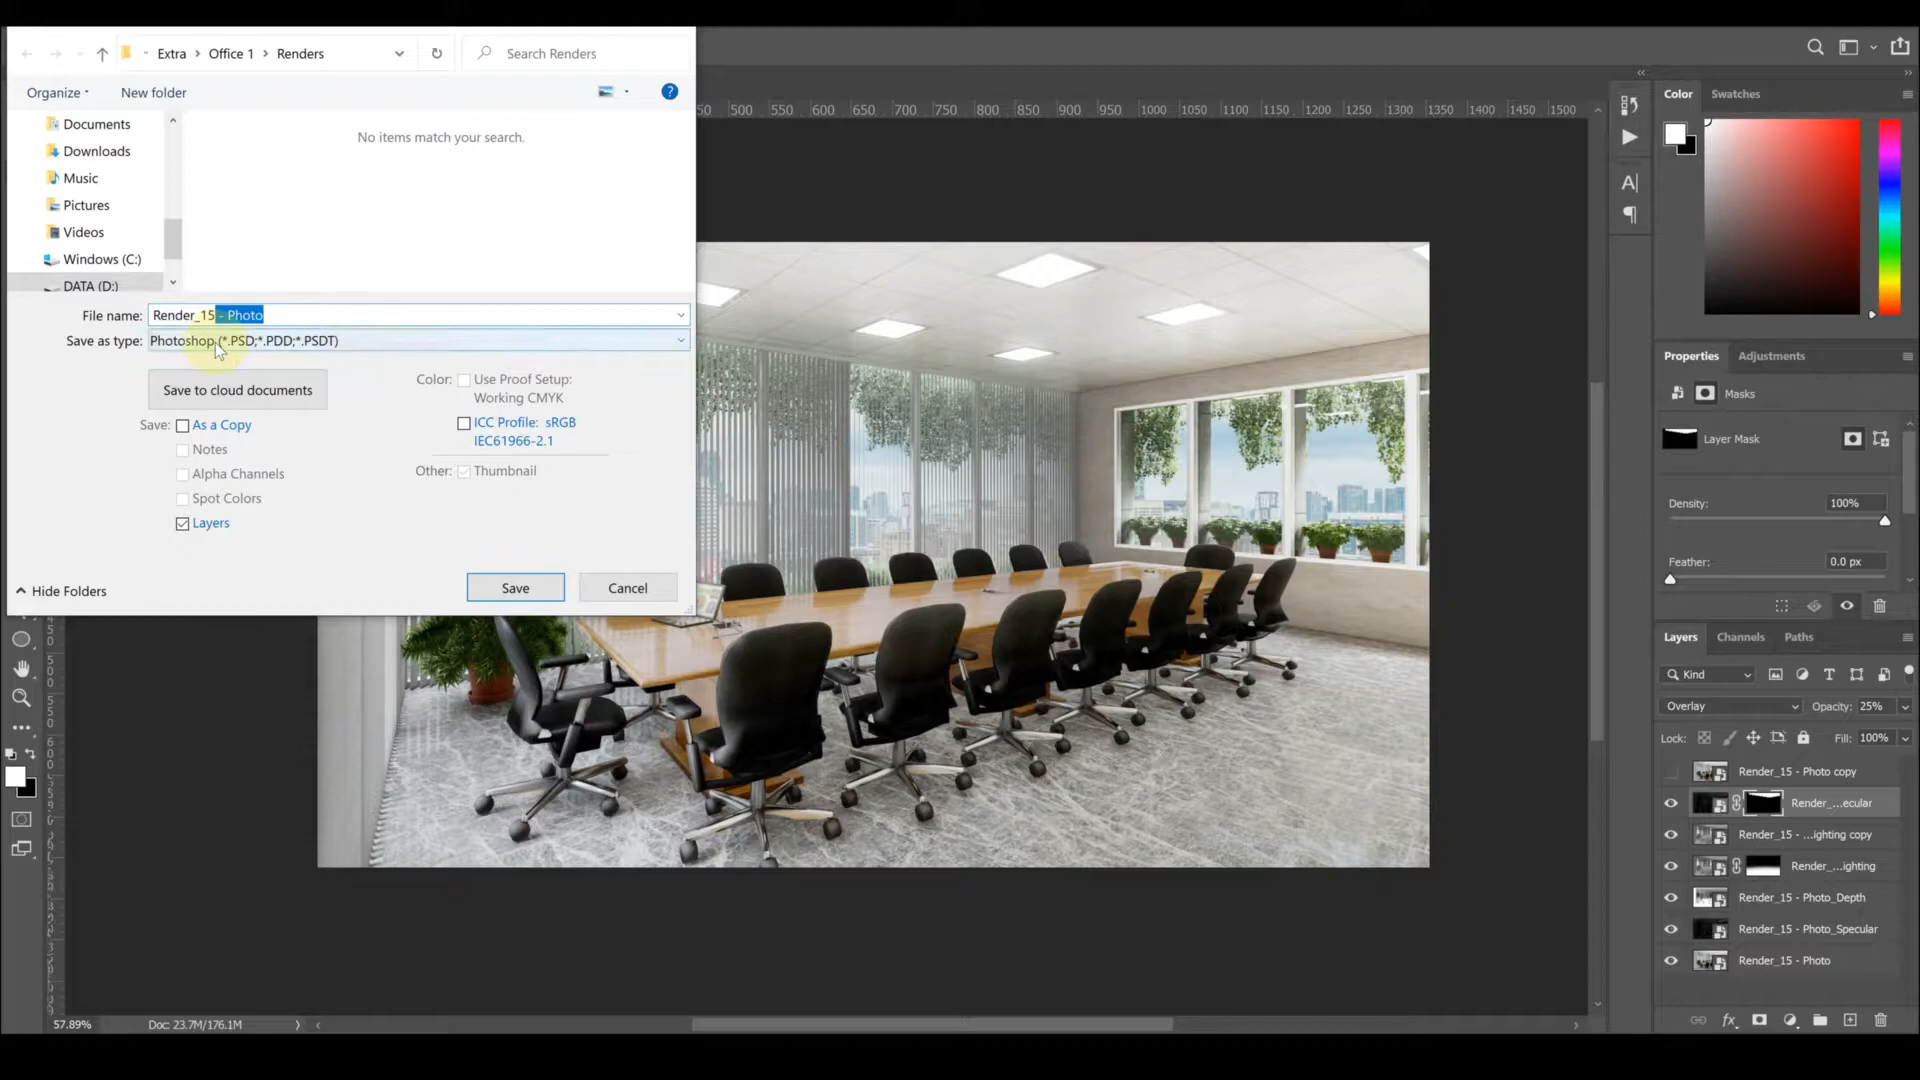 Extra > Office 1 > Renders
Search Renders
Organize
New folder
Documents
Downloads
Music
Pictures
Videos
Windows (C:)
DATA (D:)
No items match your search.
File name: Render_15 - Photo
Save as type: Photoshop (*.PSD;*.PDD;*.PSDT)
Save to cloud documents
Save: As a Copy
Notes
Alpha Channels
Spot Colors
Layers
Color: Use Proof Setup:
Working CMYK
ICC Profile: sRGB
IEC61966-2.1
Other: Thumbnail
Hide Folders
Save
Cancel
50 500 550 600 650 700 750 800 850 900 950 1000 1050 1100 1150 1200 1250 1300 1350 1400 1450 1500
57.89%
Doc: 23.7M/176.1M
Color
Swatches
Properties
Adjustments
Masks
Layer Mask
Density: 100%
Feather: 0.0 px
Layers
Channels
Paths
Kind
Overlay
Opacity: 25%
Lock:
Fill: 100%
Render_15 - Photo copy
Render_...ecular
Render_15 - ...ighting copy
Render_...ighting
Render_15 - Photo_Depth
Render_15 - Photo_Specular
Render_15 - Photo